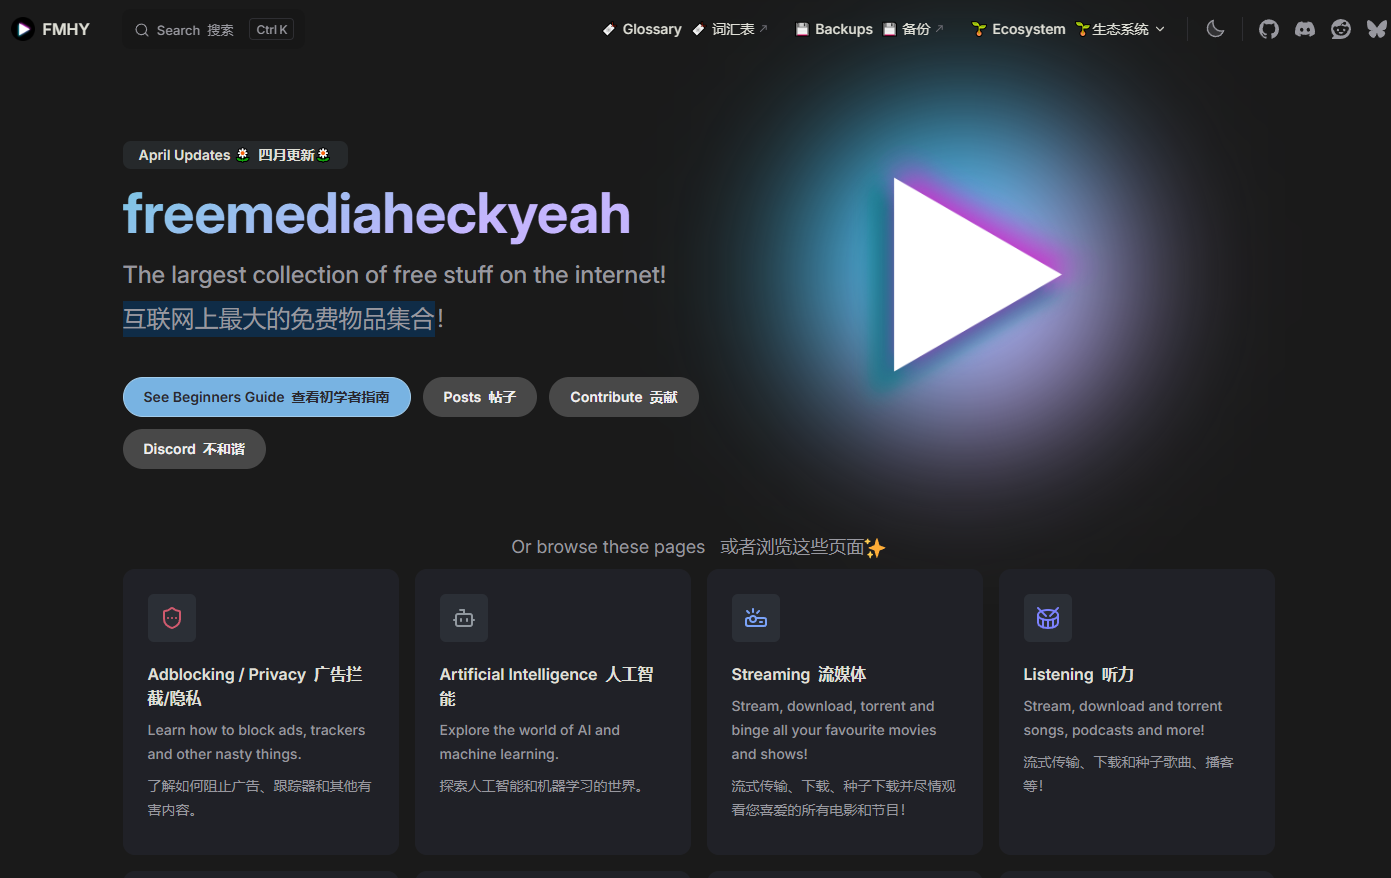 FMHY
Search 搜索 Ctrl K
Glossary 词汇表
Backups 备份
Ecosystem 生态系统
April Updates 四月更新
freemediaheckyeah
The largest collection of free stuff on the internet!
互联网上最大的免费物品集合！
See Beginners Guide 查看初学者指南
Posts 帖子
Contribute 贡献
Discord 不和谐
Or browse these pages 或者浏览这些页面✨
Adblocking / Privacy 广告拦
截/隐私
Learn how to block ads, trackers
and other nasty things.
了解如何阻止广告、跟踪器和其他有
害内容。
Artificial Intelligence 人工智
能
Explore the world of AI and
machine learning.
探索人工智能和机器学习的世界。
Streaming 流媒体
Stream, download, torrent and
binge all your favourite movies
and shows!
流式传输、下载、种子下载并尽情观
看您喜爱的所有电影和节目！
Listening 听力
Stream, download and torrent
songs, podcasts and more!
流式传输、下载和种子歌曲、播客
等！